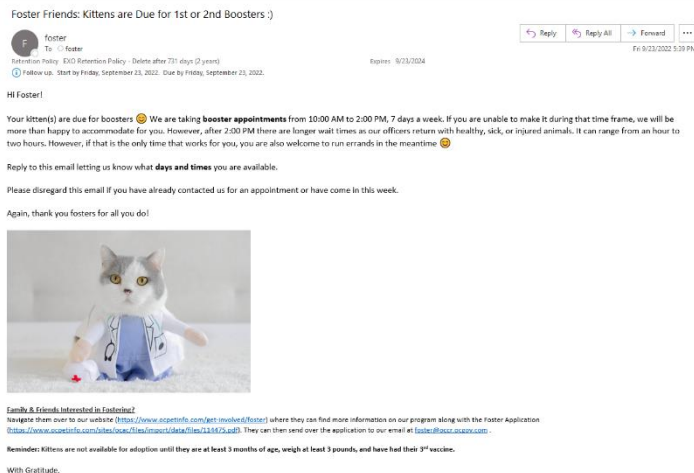 Foster Friends: Kittens are Due for 1st or 2nd Boosters :)
F
foster
To foster
Reply
Reply All
Forward
Fri 9/23/2022 5:39 PM
Retention Policy EXO Retention Policy - Delete after 731 days (2 years)
Expires 9/23/2024
Follow up. Start by Friday, September 23, 2022. Due by Friday, September 23, 2022.
Hi Foster!
Your kitten(s) are due for boosters 😊 We are taking booster appointments from 10:00 AM to 2:00 PM, 7 days a week. If you are unable to make it during that time frame, we will be
more than happy to accommodate for you. However, after 2:00 PM there are longer wait times as our officers return with healthy, sick, or injured animals. It can range from an hour to
two hours. However, if that is the only time that works for you, you are also welcome to run errands in the meantime 😊
Reply to this email letting us know what days and times you are available.
Please disregard this email if you have already contacted us for an appointment or have come in this week.
Again, thank you fosters for all you do!
Family & Friends Interested in Fostering?
Navigate them over to our website (https://www.ocpetinfo.com/get-involved/foster) where they can find more information on our program along with the Foster Application
(https://www.ocpetinfo.com/sites/ocac/files/import/data/files/114475.pdf). They can then send over the application to our email at foster@occr.ocgov.com .
Reminder: Kittens are not available for adoption until they are at least 3 months of age, weigh at least 3 pounds, and have had their 3rd vaccine.
With Gratitude,